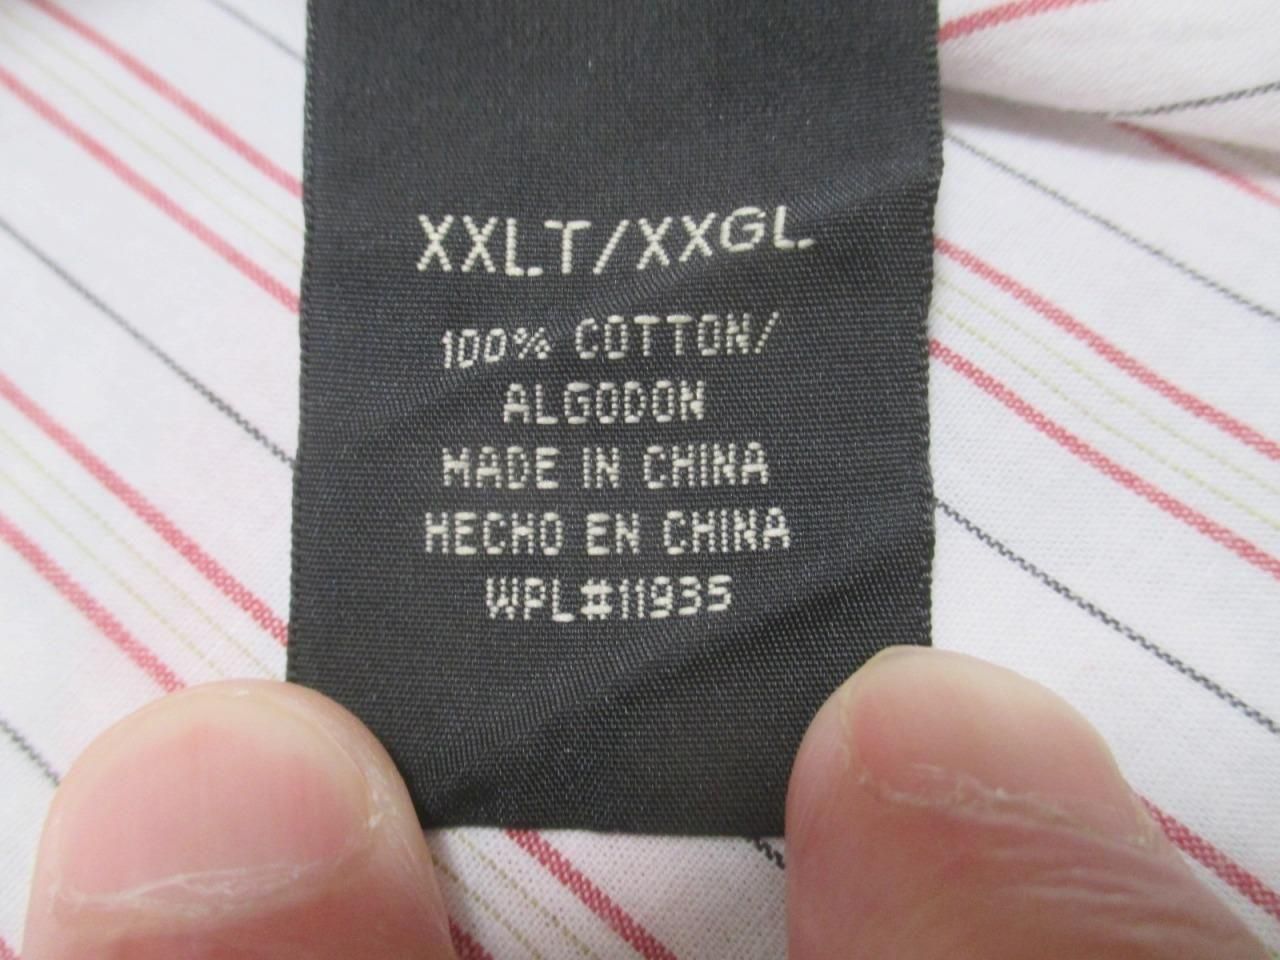 XXLT/XXGL
100% COTTON/
ALGODON
MADE IN CHINA
HECHO EN CHINA
WPL#11935